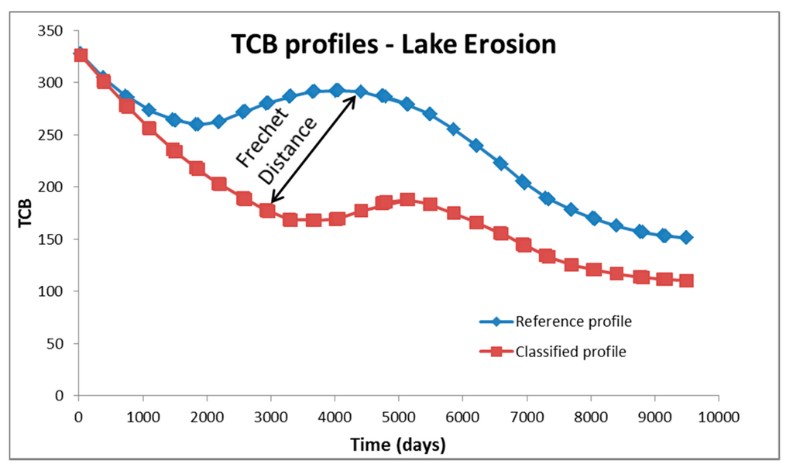 TCB profiles - Lake Erosion
350
300
250
200
150
100
50
0
TCB
Frechet
Distance
Reference profile
Classified profile
0 1000 2000 3000 4000 5000 6000 7000 8000 9000 10000
Time (days)